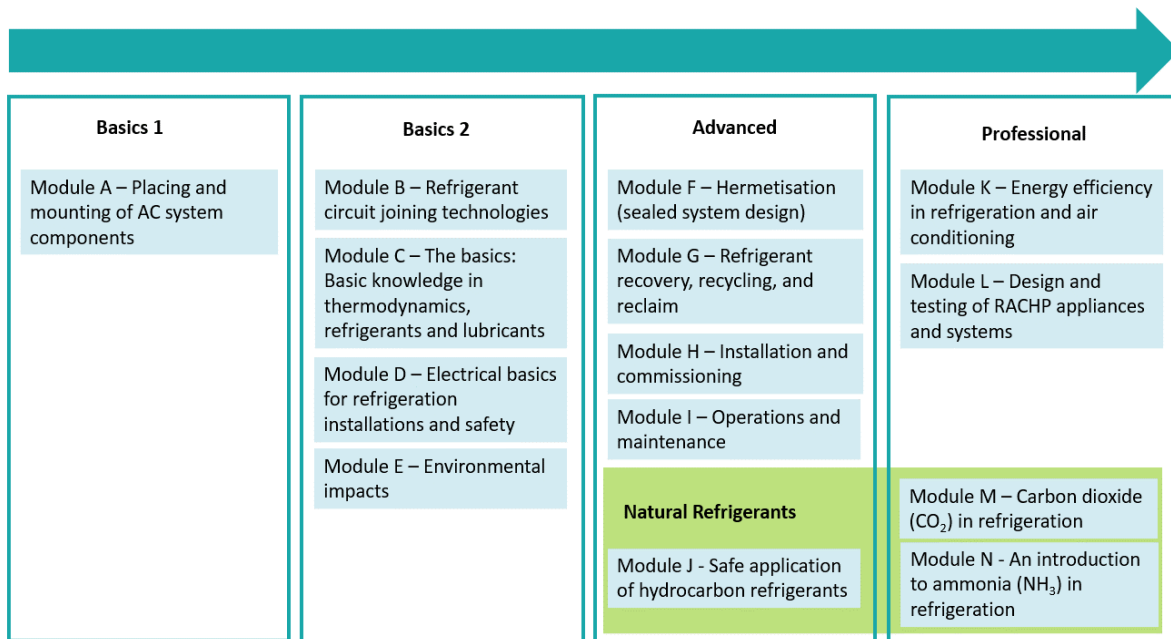 Basics 1
Module A – Placing and
mounting of AC system
components
Basics 2
Module B – Refrigerant
circuit joining technologies
Module C – The basics:
Basic knowledge in
thermodynamics,
refrigerants and lubricants
Module D – Electrical basics
for refrigeration
installations and safety
Module E – Environmental
impacts
Advanced
Module F – Hermetisation
(sealed system design)
Module G – Refrigerant
recovery, recycling, and
reclaim
Module H – Installation and
commissioning
Module I – Operations and
maintenance
Natural Refrigerants
Module J - Safe application
of hydrocarbon refrigerants
Professional
Module K – Energy efficiency
in refrigeration and air
conditioning
Module L – Design and
testing of RACHP appliances
and systems
Module M – Carbon dioxide
(CO₂) in refrigeration
Module N - An introduction
to ammonia (NH₃) in
refrigeration